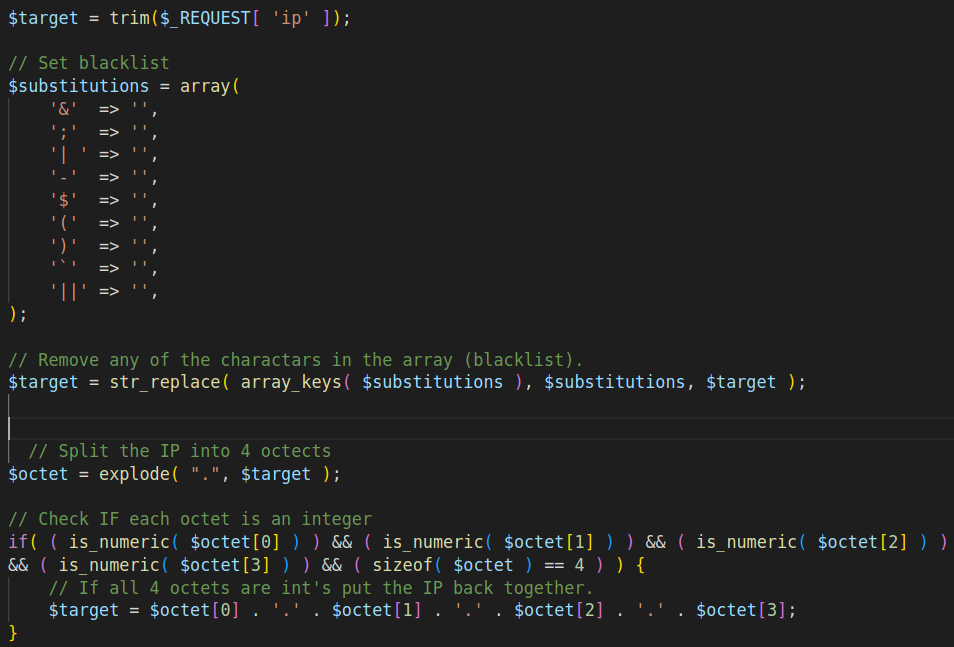 $target = trim($_REQUEST[ 'ip' ]);
// Set blacklist
$substitutions = array(
'&' => '',
';' => '',
'| ' => '',
'-' => '',
'$' => '',
'(' => '',
')' => '',
'`' => '',
'||' => '',
);
// Remove any of the charactars in the array (blacklist).
$target = str_replace( array_keys( $substitutions ), $substitutions, $target );
// Split the IP into 4 octects
$octet = explode( ".", $target );
// Check IF each octet is an integer
if( ( is_numeric( $octet[0] ) ) && ( is_numeric( $octet[1] ) ) && ( is_numeric( $octet[2] ) )
&& ( is_numeric( $octet[3] ) ) && ( sizeof( $octet ) == 4 ) ) {
// If all 4 octets are int's put the IP back together.
$target = $octet[0] . '.' . $octet[1] . '.' . $octet[2] . '.' . $octet[3];
}